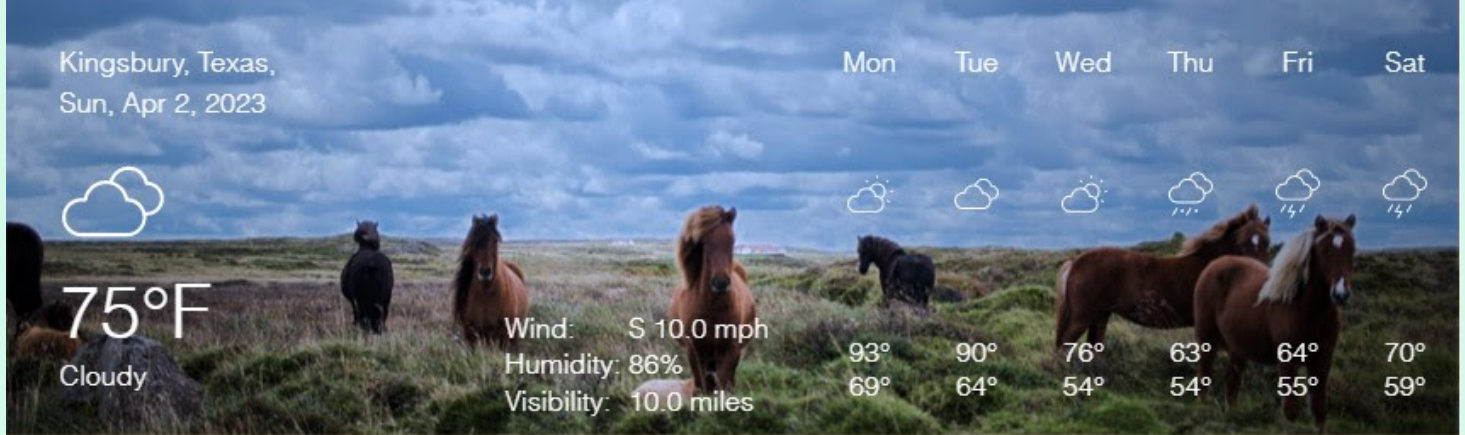 Kingsbury, Texas,
Sun, Apr 2, 2023
75°F
Cloudy
Wind: S 10.0 mph
Humidity: 86%
Visibility: 10.0 miles
Mon Tue Wed Thu Fri Sat
93° 90° 76° 63° 64° 70°
69° 64° 54° 54° 55° 59°